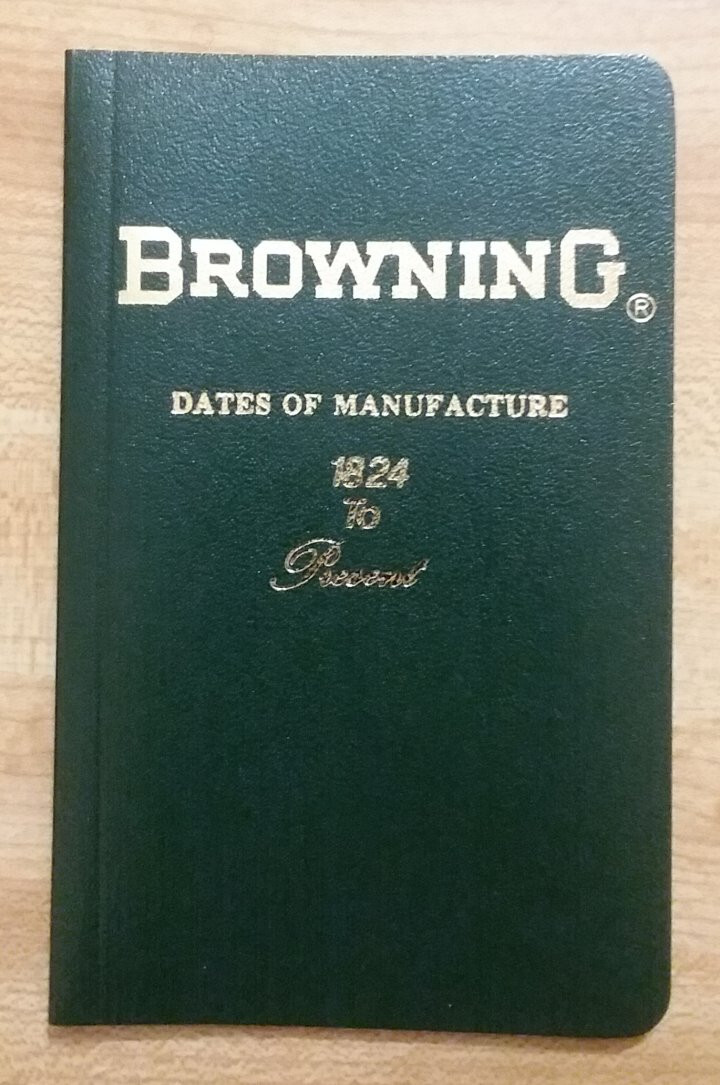 BROWNING®
DATES OF MANUFACTURE
1824
To
Present